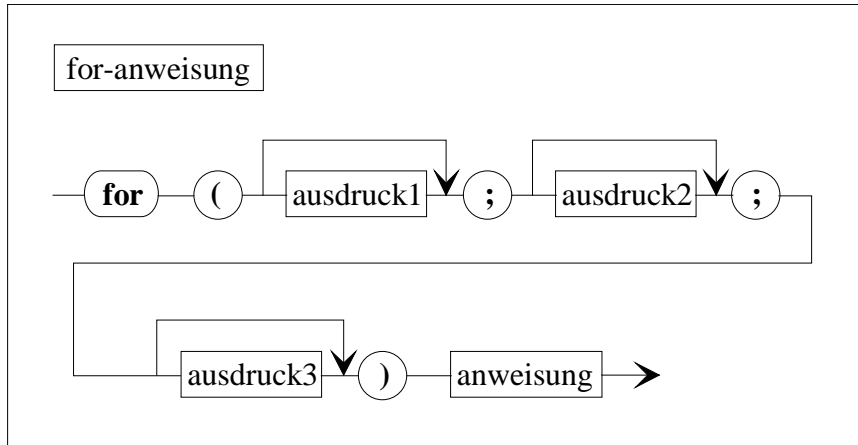 for-anweisung
for ( ausdruck1 ; ausdruck2 ;
ausdruck3 ) anweisung